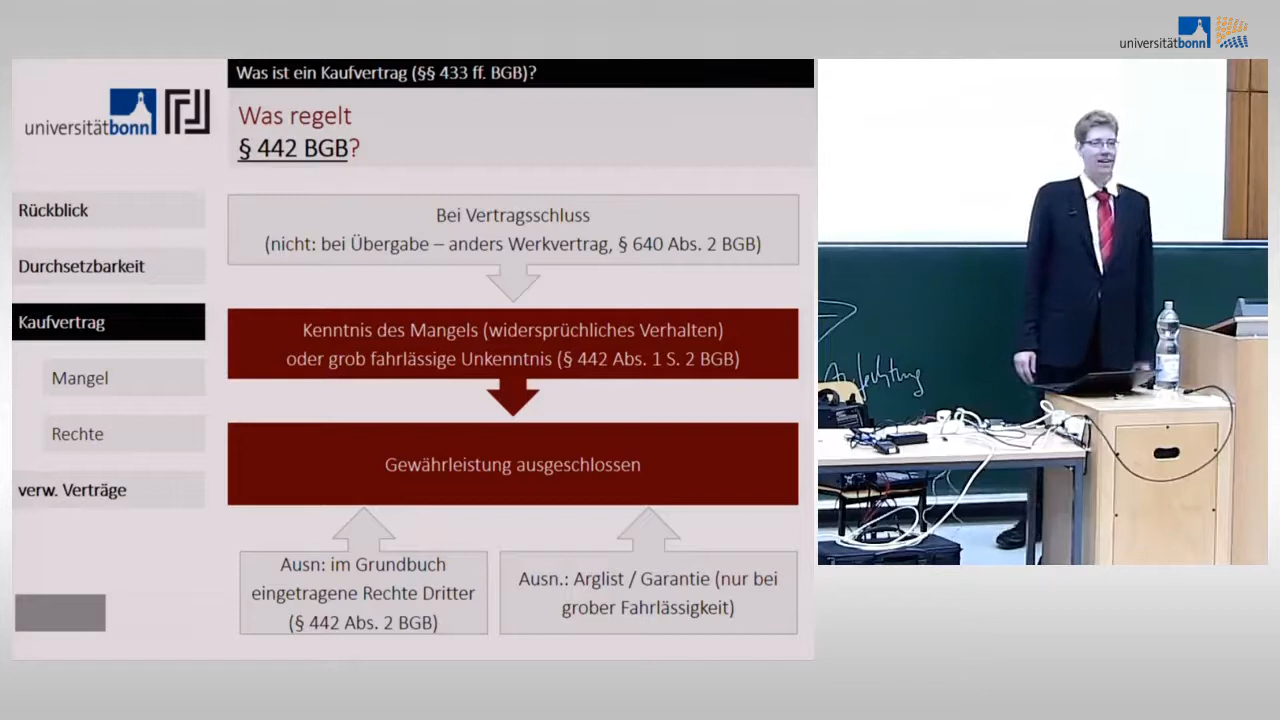 universitätbonn
Was ist ein Kaufvertrag (§§ 433 ff. BGB)?
universitätbonn
Was regelt
§ 442 BGB?
Rückblick
Durchsetzbarkeit
Kaufvertrag
Mangel
Rechte
verw. Verträge
Bei Vertragsschluss
(nicht: bei Übergabe – anders Werkvertrag, § 640 Abs. 2 BGB)
Kenntnis des Mangels (widersprüchliches Verhalten)
oder grob fahrlässige Unkenntnis (§ 442 Abs. 1 S. 2 BGB)
Gewährleistung ausgeschlossen
Ausn: im Grundbuch
eingetragene Rechte Dritter
(§ 442 Abs. 2 BGB)
Ausn.: Arglist / Garantie (nur bei
grober Fahrlässigkeit)
Anfechtung